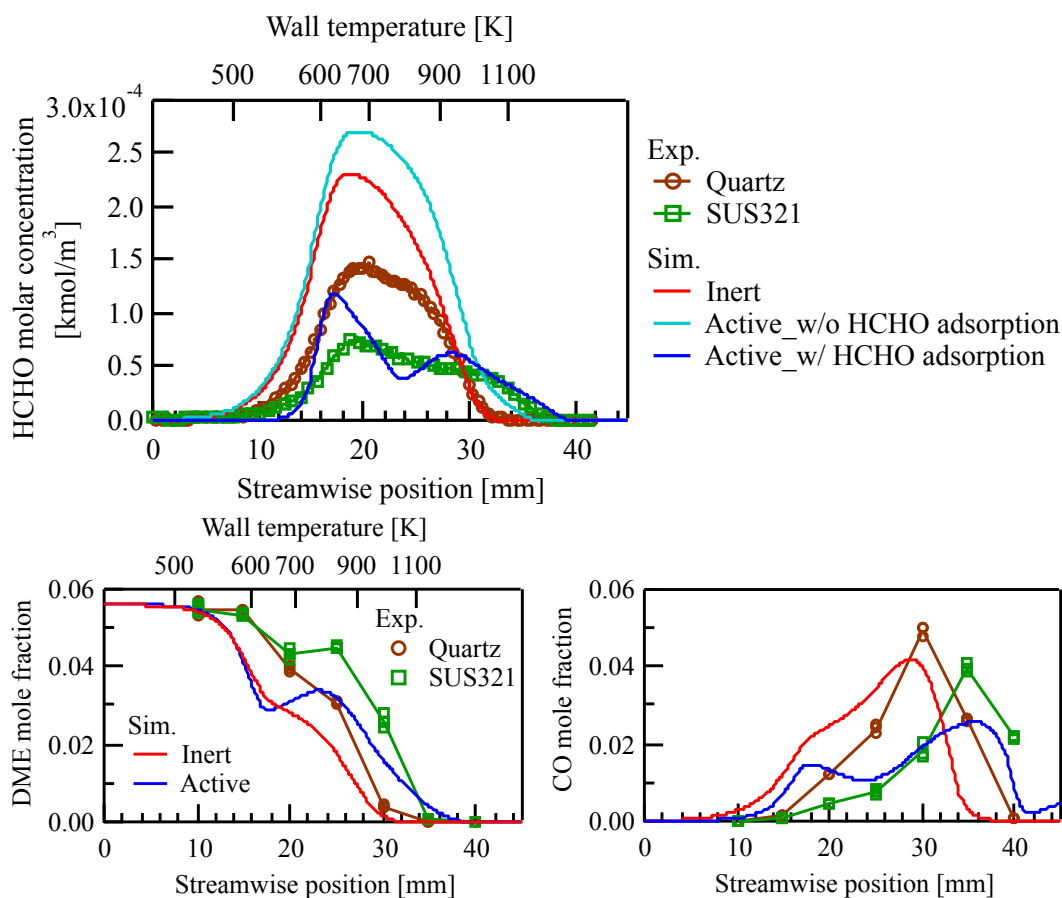 Wall temperature [K]
500 600 700 900 1100
HCHO molar concentration
[kmol/m³]
3.0x10⁻⁴
2.5
2.0
1.5
1.0
0.5
0.0
0 10 20 30 40
Streamwise position [mm]
Exp.
Quartz
SUS321
Sim.
Inert
Active_w/o HCHO adsorption
Active_w/ HCHO adsorption
Wall temperature [K]
500 600 700 900 1100
DME mole fraction
0.06
0.04
0.02
0.00
Exp.
Quartz
SUS321
Sim.
Inert
Active
0 10 20 30 40
Streamwise position [mm]
CO mole fraction
0.06
0.04
0.02
0.00
0 10 20 30 40
Streamwise position [mm]